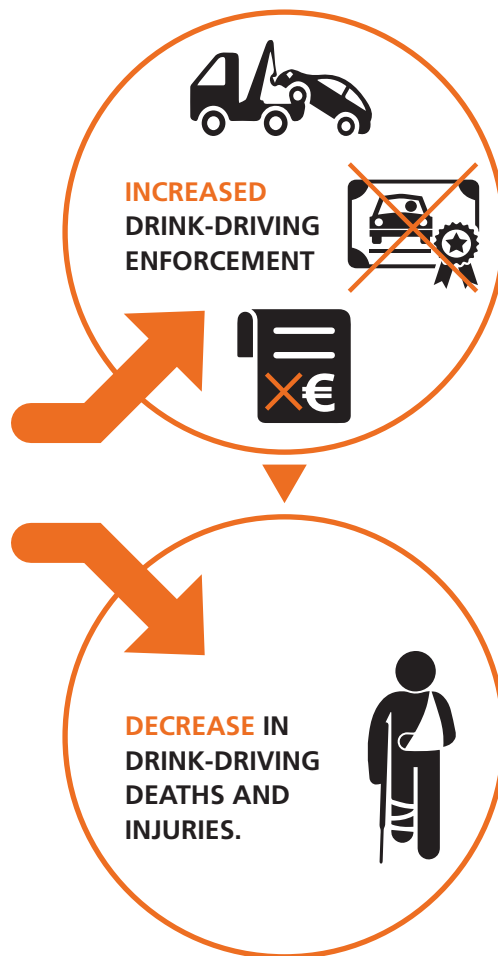 INCREASED
DRINK-DRIVING
ENFORCEMENT
€
DECREASE IN
DRINK-DRIVING
DEATHS AND
INJURIES.